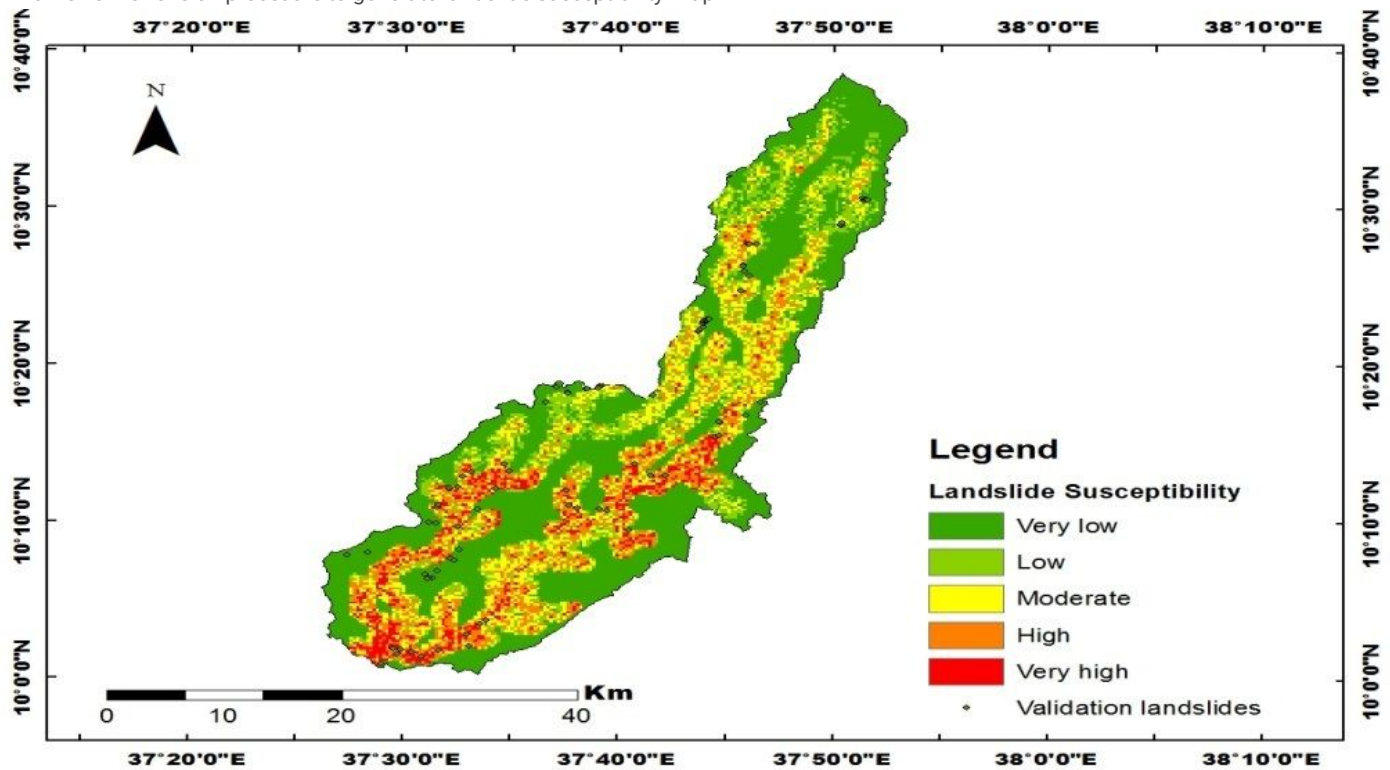 37°20'0"E 37°30'0"E 37°40'0"E 37°50'0"E 38°0'0"E 38°10'0"E
10°40'0"N
10°40'0"N
N
10°30'0"N
10°30'0"N
10°20'0"N
10°20'0"N
Legend
Landslide Susceptibility
10°10'0"N
10°10'0"N
Very low
Low
Moderate
High
Very high
Validation landslides
10°0'0"N
10°0'0"N
Km
0 10 20 40
37°20'0"E 37°30'0"E 37°40'0"E 37°50'0"E 38°0'0"E 38°10'0"E